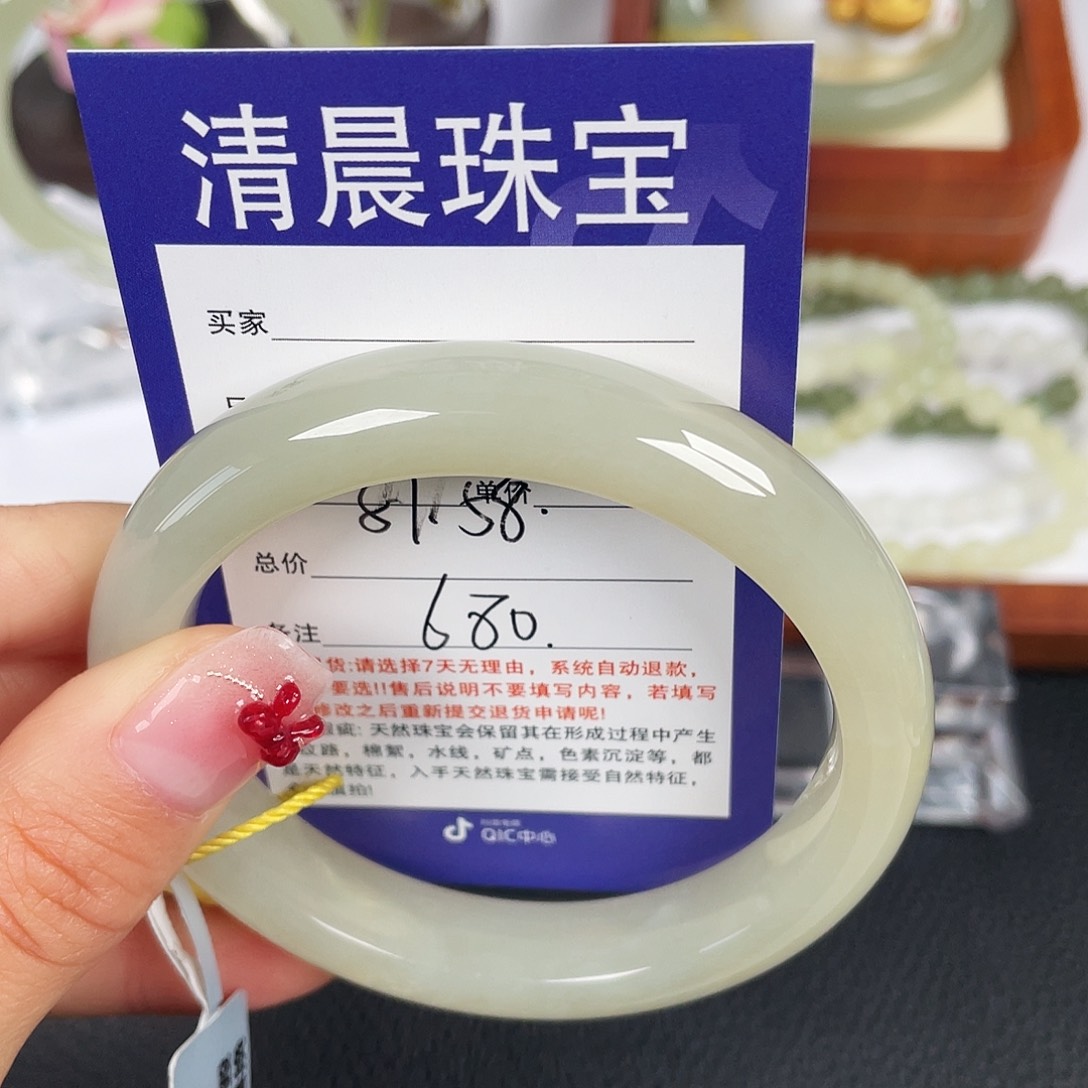 清晨珠宝
买家
单价
81.58.
总价
680.
注
货:请选择7天无理由，系统自动退款，
要选!!售后说明不要填写内容，若填写
修改之后重新提交退货申请呢!
瑕疵: 天然珠宝会保留其在形成过程中产生
纹路，棉絮，水线，矿点，色素沉淀等，都
是天然特征，入手天然珠宝需接受自然特征，
慎拍!
QIC中心